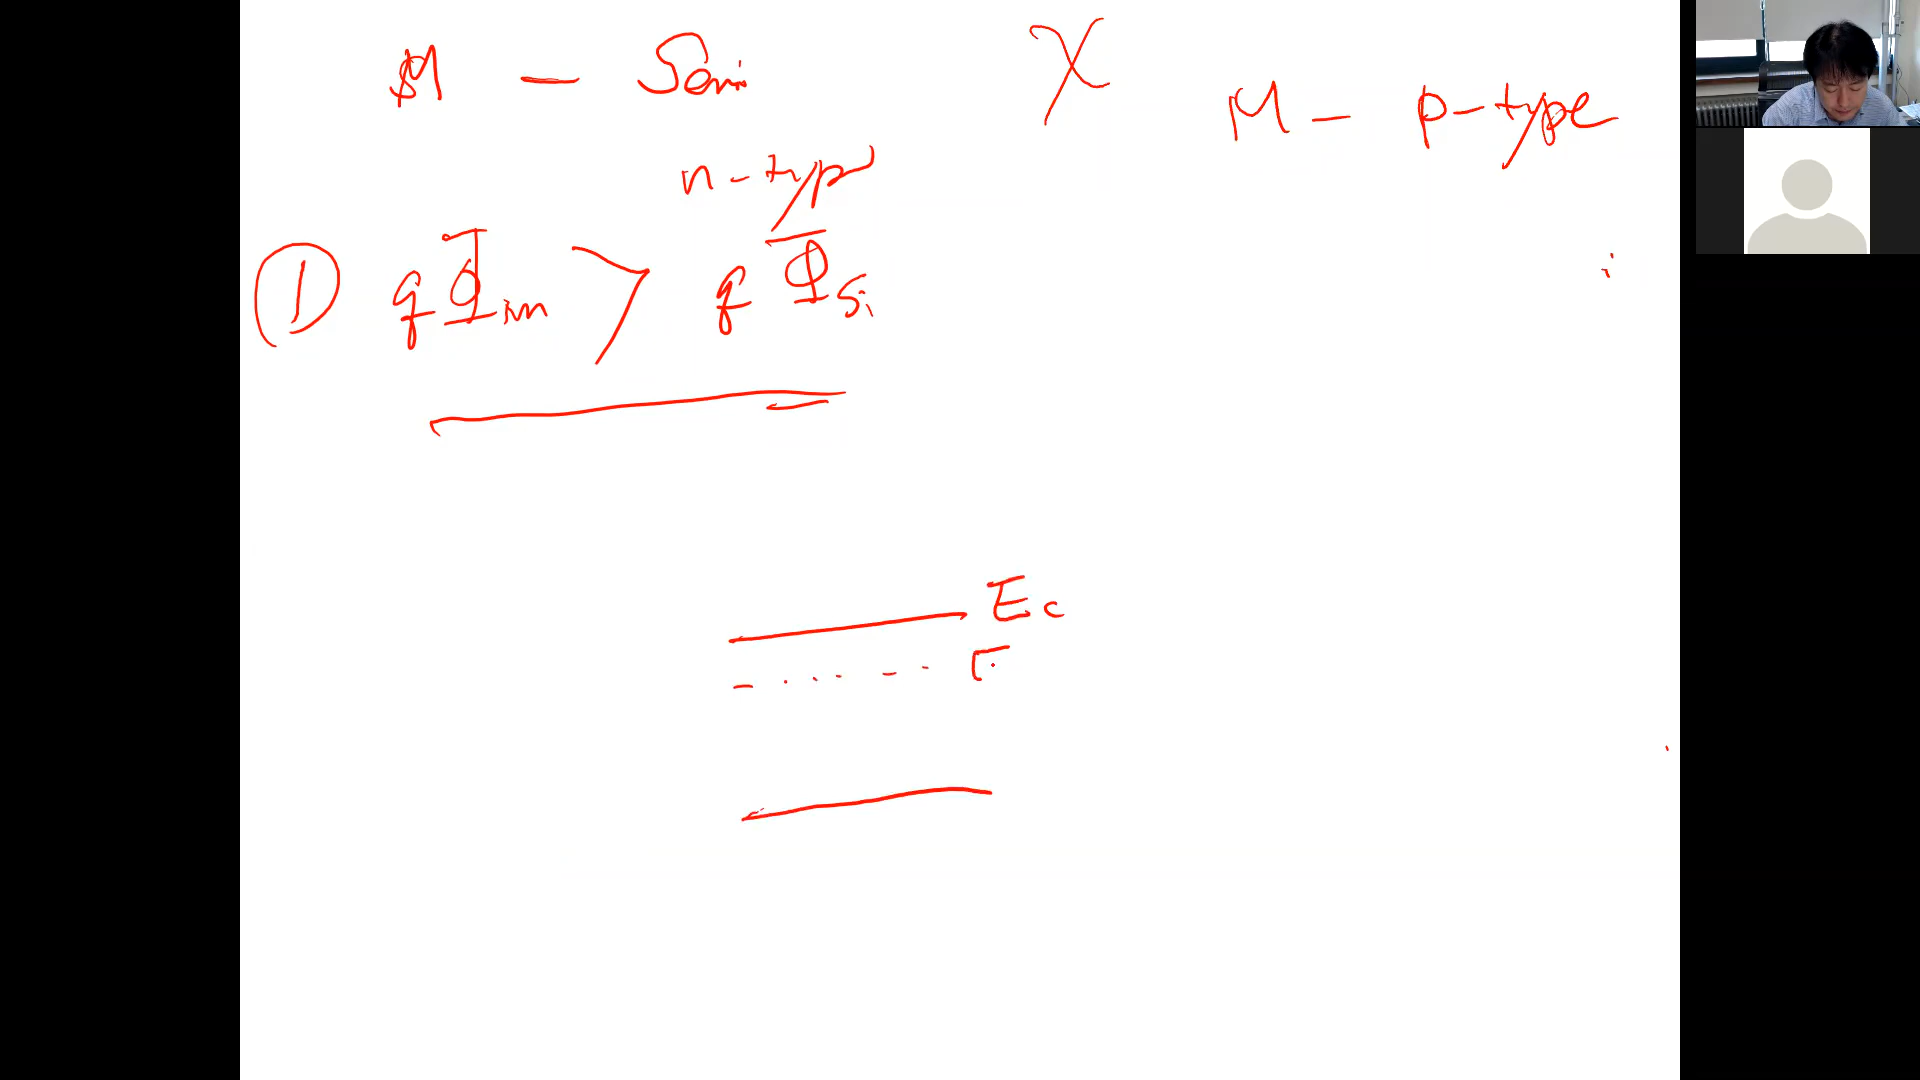 M - Semi
χ
M - p-type
n-type
① qΦm > qΦSi
Ec